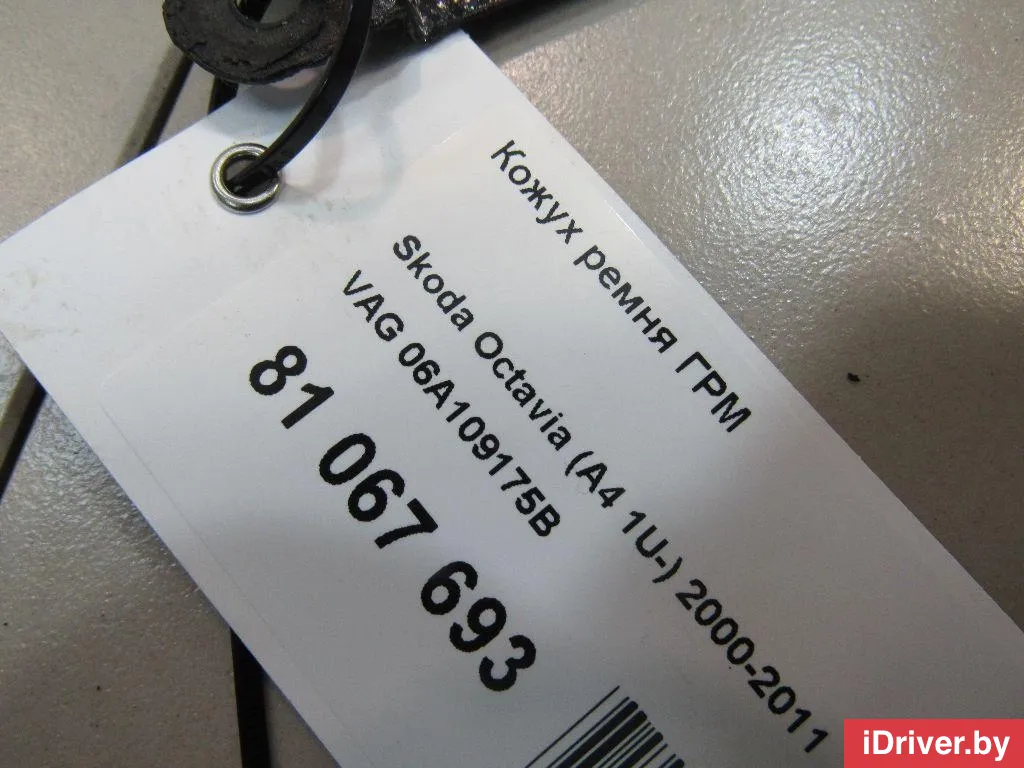 Кожух ремня ГРМ
Skoda Octavia (A4 1U-) 2000-2011
VAG 06A109175B
81 067 693
iDriver.by